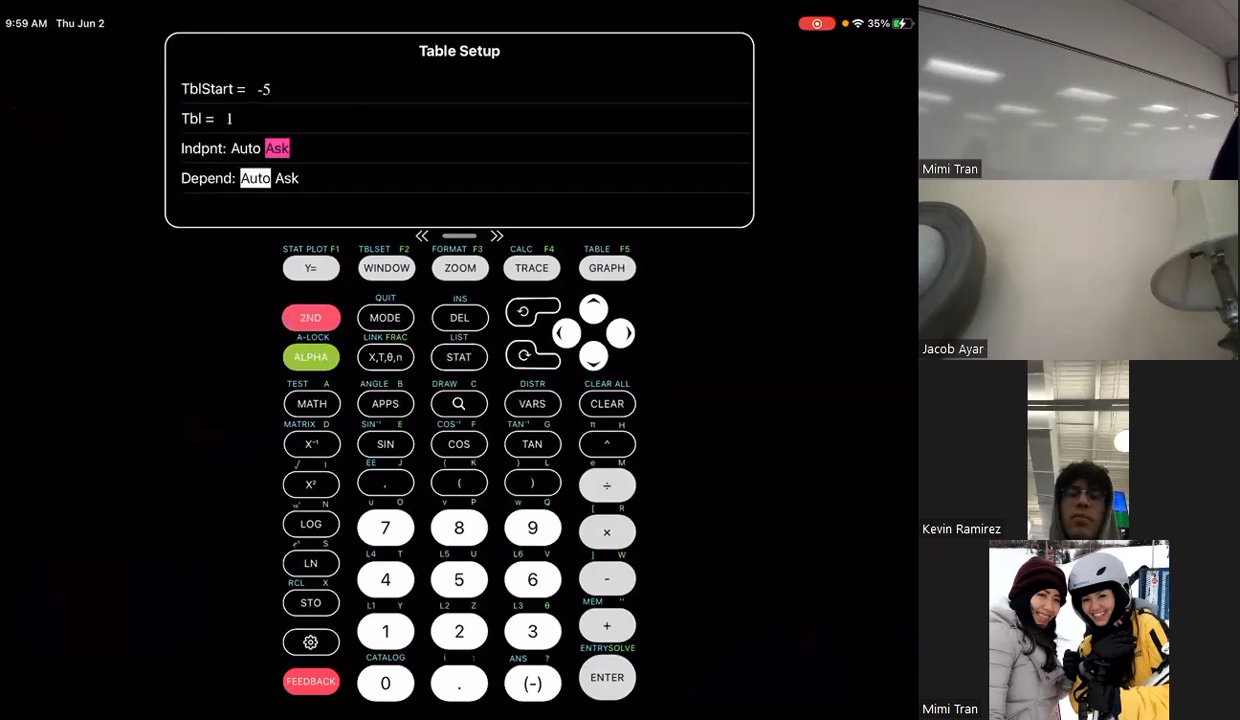 9:59 AM Thu Jun 2
35%
Table Setup
TblStart = -5
Tbl = 1
Indpnt: Auto Ask
Depend: Auto Ask
STAT PLOT F1 TBLSET F2 FORMAT F3 CALC F4 TABLE F5
Y= WINDOW ZOOM TRACE GRAPH
QUIT INS
2ND MODE DEL
A-LOCK LINK FRAC LIST
ALPHA X,T,θ,n STAT
TEST A ANGLE B DRAW C DISTR CLEAR ALL
MATH APPS VARS CLEAR
MATRIX D SIN⁻¹ E COS⁻¹ F TAN⁻¹ G π H
X⁻¹ SIN COS TAN ^
√ I EE J { K } L e M
X² , ( ) ÷
N u O v P w Q [ R
LOG 7 8 9 ×
eˣ S L4 T L5 U L6 V ] W
LN 4 5 6 -
RCL X L1 Y L2 Z L3 θ MEM "
STO 1 2 3 +
CATALOG i : ANS ? ENTRY SOLVE
FEEDBACK 0 . (-) ENTER
Mimi Tran
Jacob Ayar
Kevin Ramirez
Mimi Tran